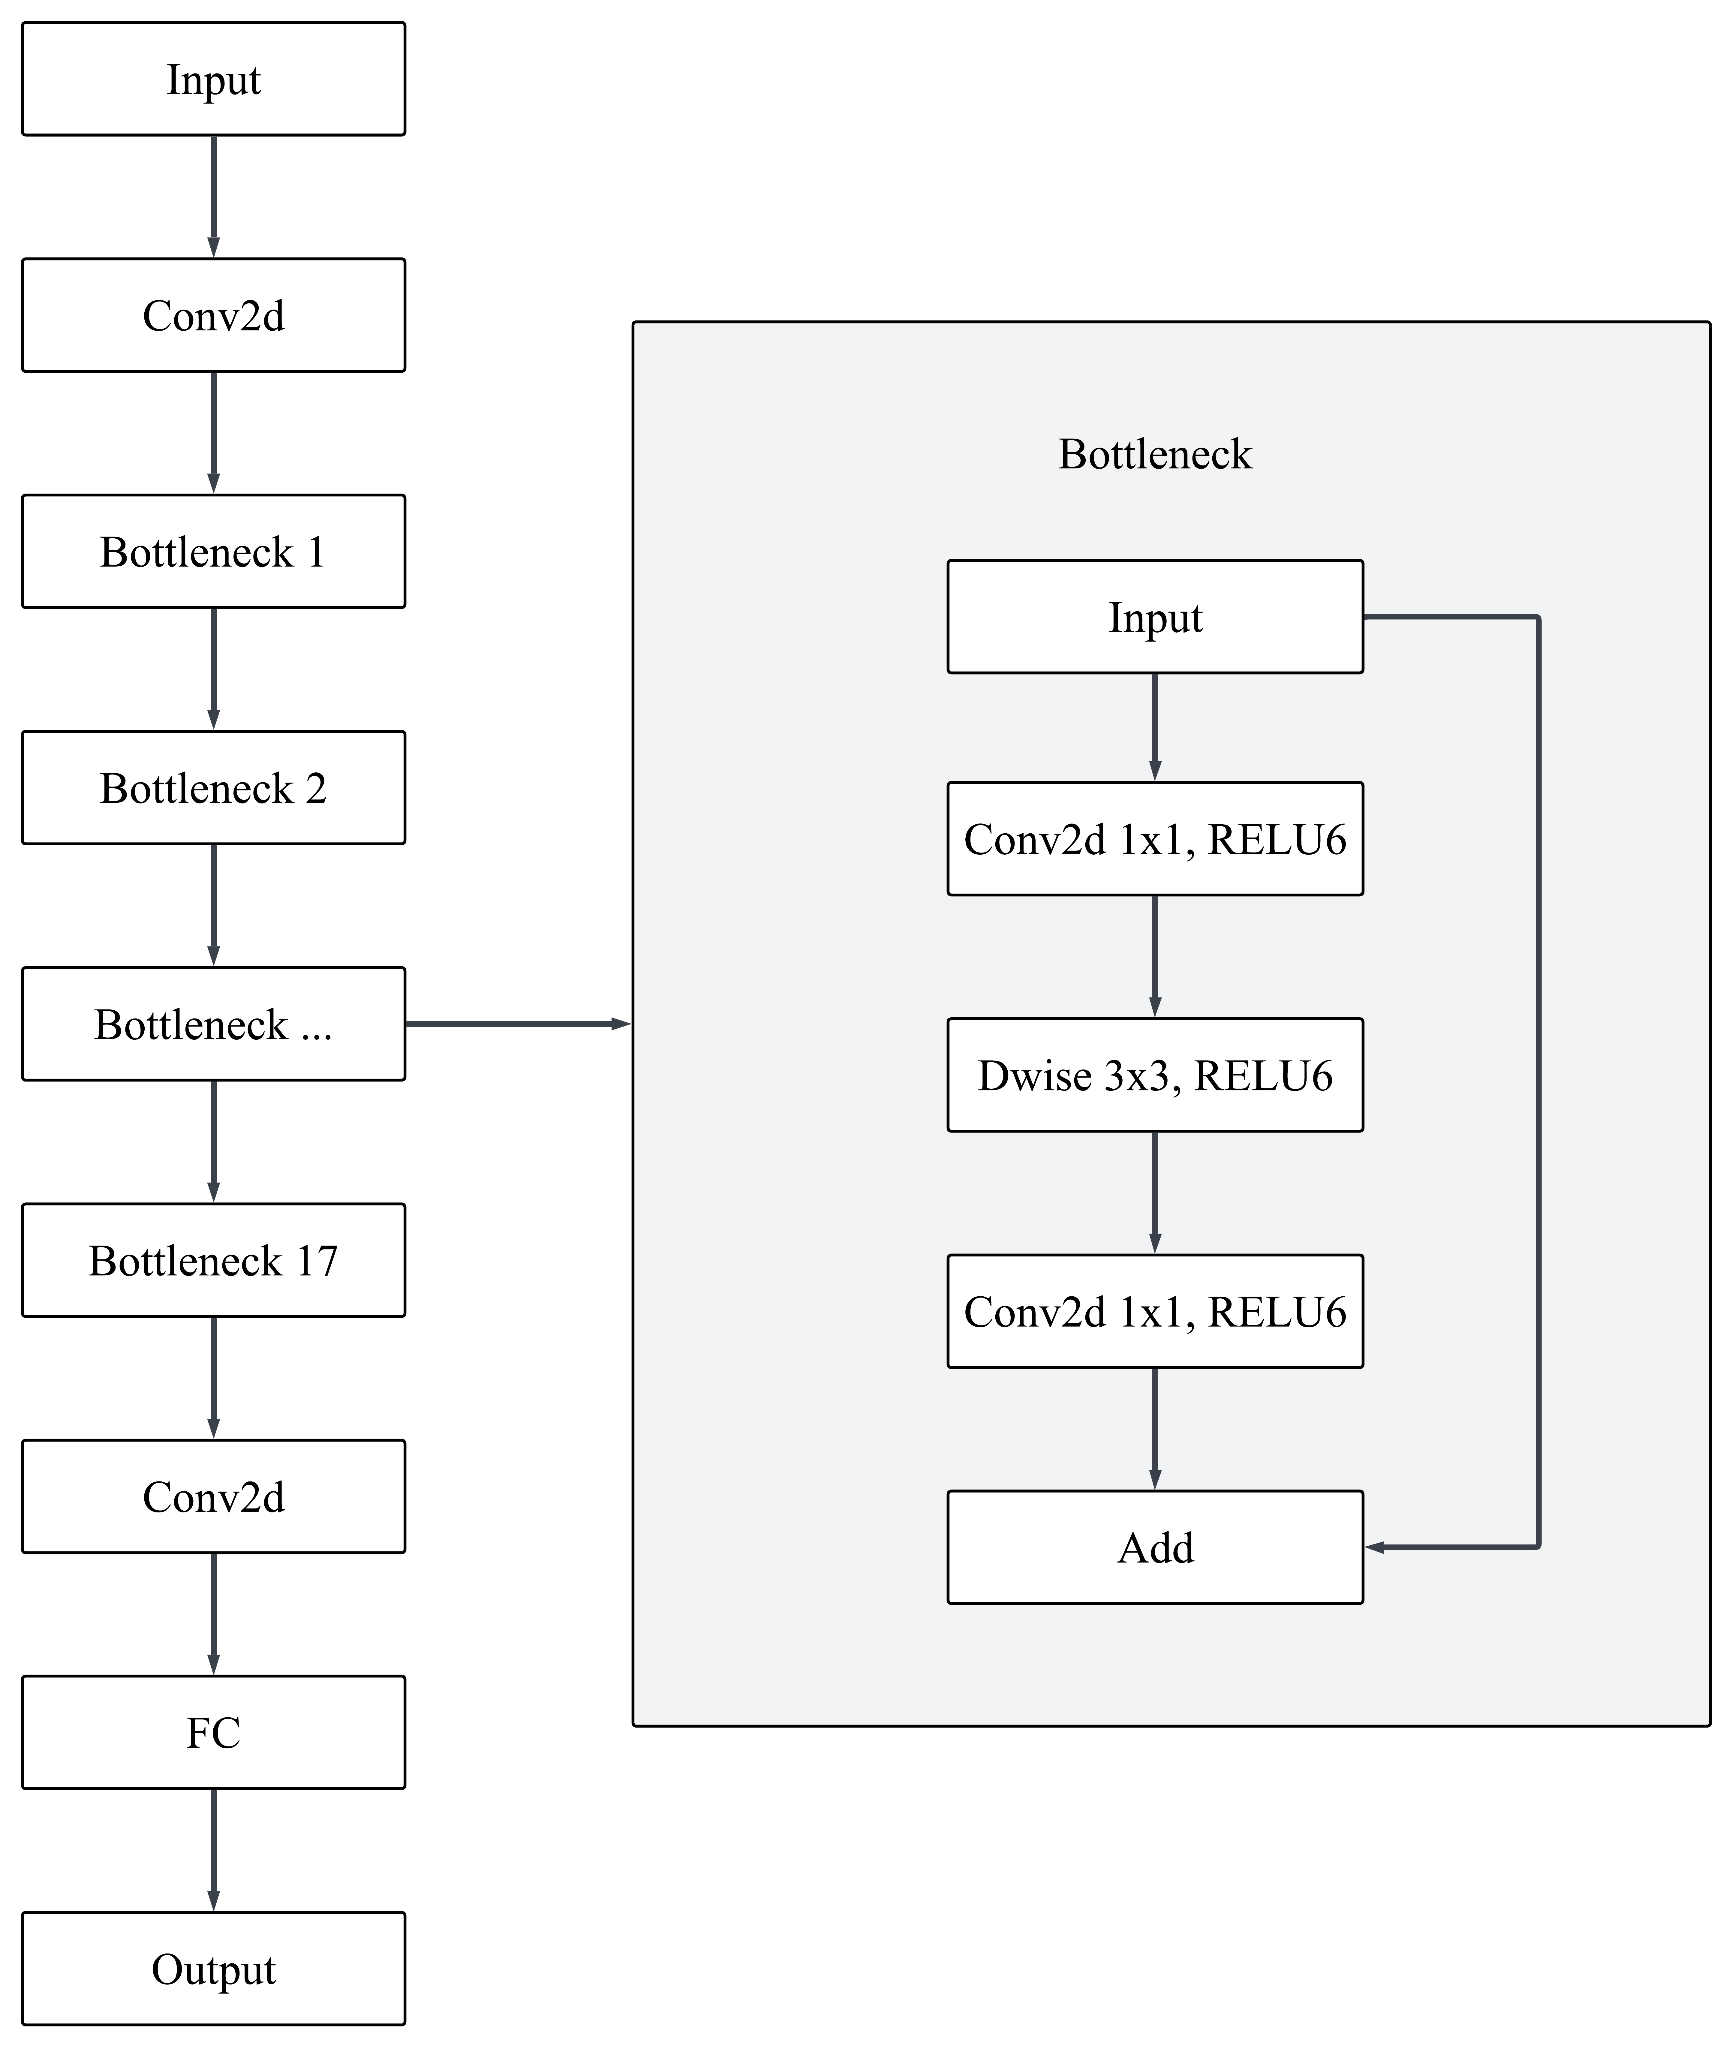 Input
Conv2d
Bottleneck 1
Bottleneck 2
Bottleneck ...
Bottleneck 17
Conv2d
FC
Output
Bottleneck
Input
Conv2d 1x1, RELU6
Dwise 3x3, RELU6
Conv2d 1x1, RELU6
Add